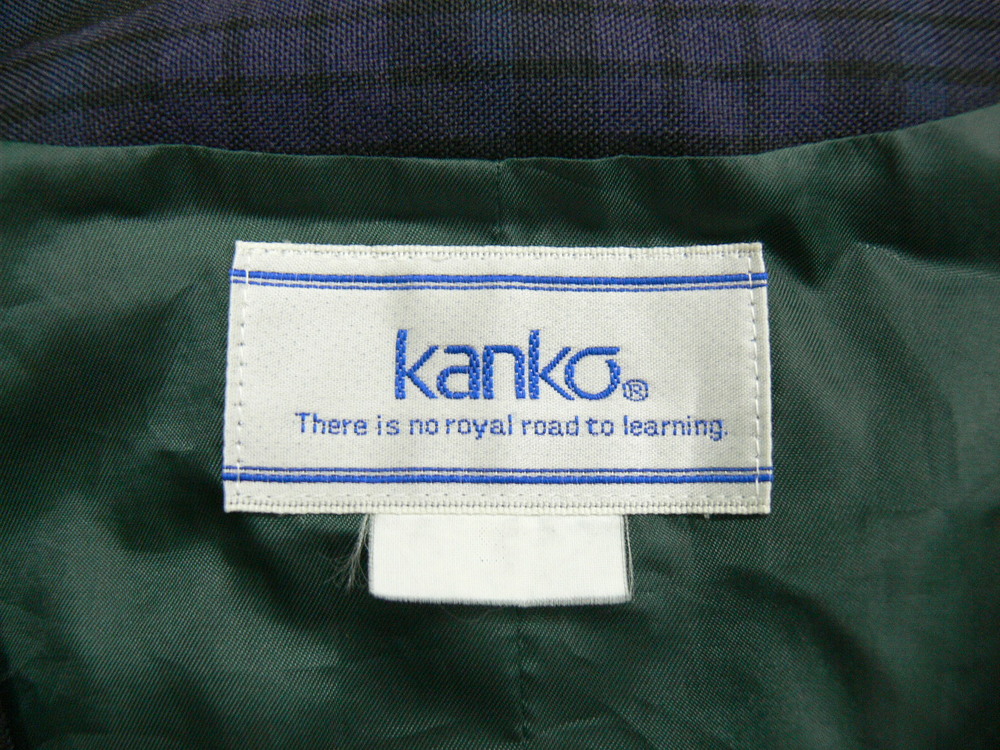 kanko®
There is no royal road to learning.